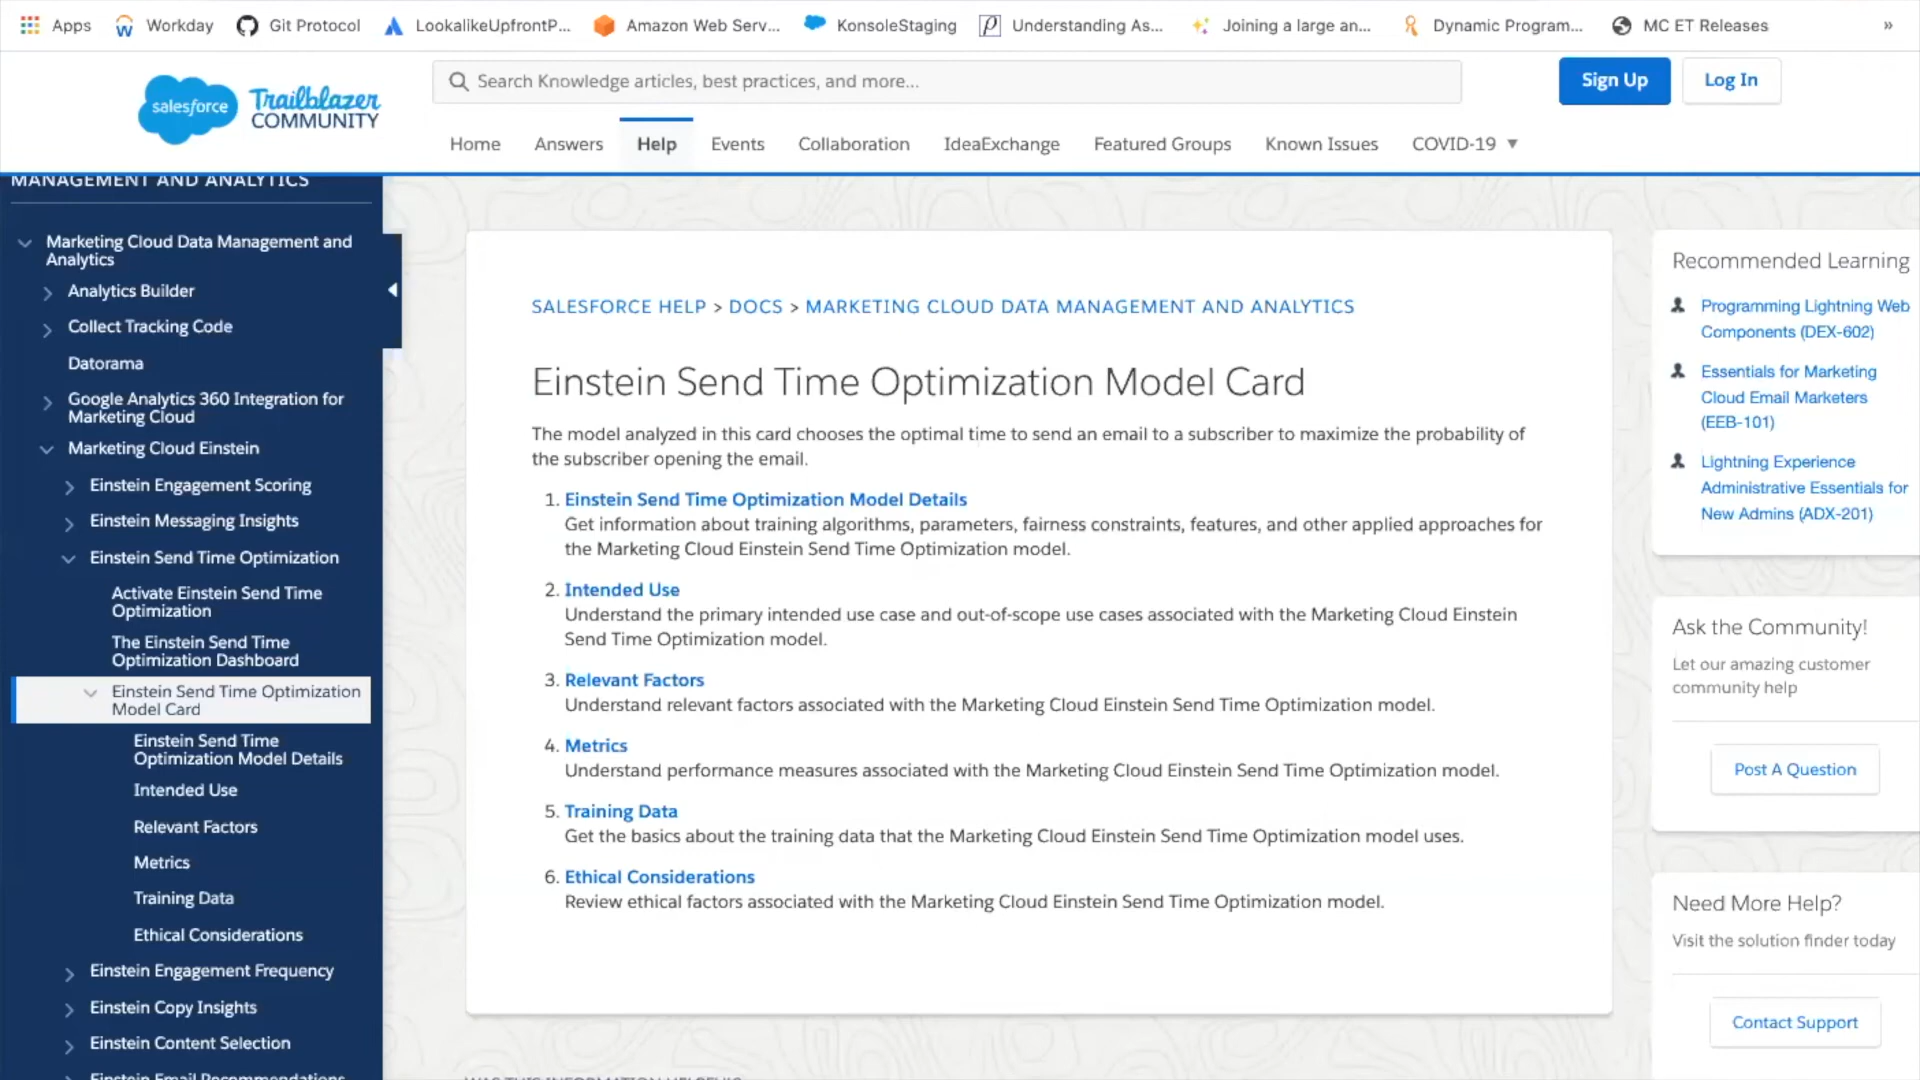 Apps
Workday
Git Protocol
LookalikeUpfrontP...
Amazon Web Serv...
KonsoleStaging
Understanding As...
Joining a large an...
Dynamic Program...
MC ET Releases
»
salesforce
Trailblazer
COMMUNITY
Search Knowledge articles, best practices, and more...
Sign Up
Log In
Home
Answers
Help
Events
Collaboration
IdeaExchange
Featured Groups
Known Issues
COVID-19
MANAGEMENT AND ANALYTICS
Marketing Cloud Data Management and
Analytics
Analytics Builder
Collect Tracking Code
Datorama
Google Analytics 360 Integration for
Marketing Cloud
Marketing Cloud Einstein
Einstein Engagement Scoring
Einstein Messaging Insights
Einstein Send Time Optimization
Activate Einstein Send Time
Optimization
The Einstein Send Time
Optimization Dashboard
Einstein Send Time Optimization
Model Card
Einstein Send Time
Optimization Model Details
Intended Use
Relevant Factors
Metrics
Training Data
Ethical Considerations
Einstein Engagement Frequency
Einstein Copy Insights
Einstein Content Selection
Einstein Email Recommendations
SALESFORCE HELP > DOCS > MARKETING CLOUD DATA MANAGEMENT AND ANALYTICS
Einstein Send Time Optimization Model Card
The model analyzed in this card chooses the optimal time to send an email to a subscriber to maximize the probability of
the subscriber opening the email.
1. Einstein Send Time Optimization Model Details
Get information about training algorithms, parameters, fairness constraints, features, and other applied approaches for
the Marketing Cloud Einstein Send Time Optimization model.
2. Intended Use
Understand the primary intended use case and out-of-scope use cases associated with the Marketing Cloud Einstein
Send Time Optimization model.
3. Relevant Factors
Understand relevant factors associated with the Marketing Cloud Einstein Send Time Optimization model.
4. Metrics
Understand performance measures associated with the Marketing Cloud Einstein Send Time Optimization model.
5. Training Data
Get the basics about the training data that the Marketing Cloud Einstein Send Time Optimization model uses.
6. Ethical Considerations
Review ethical factors associated with the Marketing Cloud Einstein Send Time Optimization model.
WAS THIS INFORMATION HELPFUL?
Recommended Learning
Programming Lightning Web
Components (DEX-602)
Essentials for Marketing
Cloud Email Marketers
(EEB-101)
Lightning Experience
Administrative Essentials for
New Admins (ADX-201)
Ask the Community!
Let our amazing customer
community help
Post A Question
Need More Help?
Visit the solution finder today
Contact Support